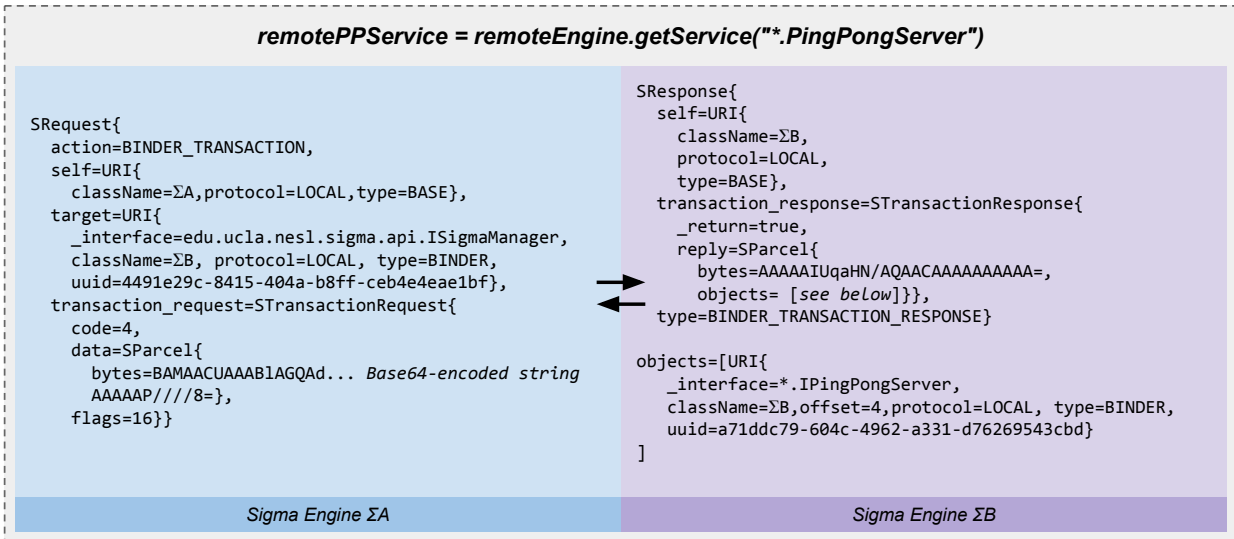 remotePPService = remoteEngine.getService("*.PingPongServer")
SRequest{
action=BINDER_TRANSACTION,
self=URI{
className=ΣA,protocol=LOCAL,type=BASE},
target=URI{
_interface=edu.ucla.nesl.sigma.api.ISigmaManager,
className=ΣB, protocol=LOCAL, type=BINDER,
uuid=4491e29c-8415-404a-b8ff-ceb4e4eae1bf},
transaction_request=STransactionRequest{
code=4,
data=SParcel{
bytes=BAMAACUAAABlAGQAd... Base64-encoded string
AAAAAP////8=},
flags=16}}
Sigma Engine ΣA
SResponse{
self=URI{
className=ΣB,
protocol=LOCAL,
type=BASE},
transaction_response=STransactionResponse{
_return=true,
reply=SParcel{
bytes=AAAAAIUqaHN/AQAACAAAAAAAAAA=,
objects= [see below]}},
type=BINDER_TRANSACTION_RESPONSE}
objects=[URI{
_interface=*.IPingPongServer,
className=ΣB,offset=4,protocol=LOCAL, type=BINDER,
uuid=a71ddc79-604c-4962-a331-d76269543cbd}
]
Sigma Engine ΣB